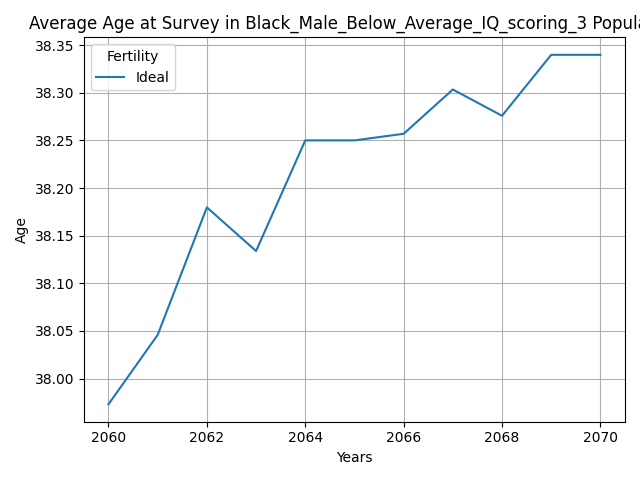 Average Age at Survey in Black_Male_Below_Average_IQ_scoring_3 Popula
Fertility
Ideal
38.35
38.30
38.25
38.20
38.15
38.10
38.05
38.00
Age
2060 2062 2064 2066 2068 2070
Years